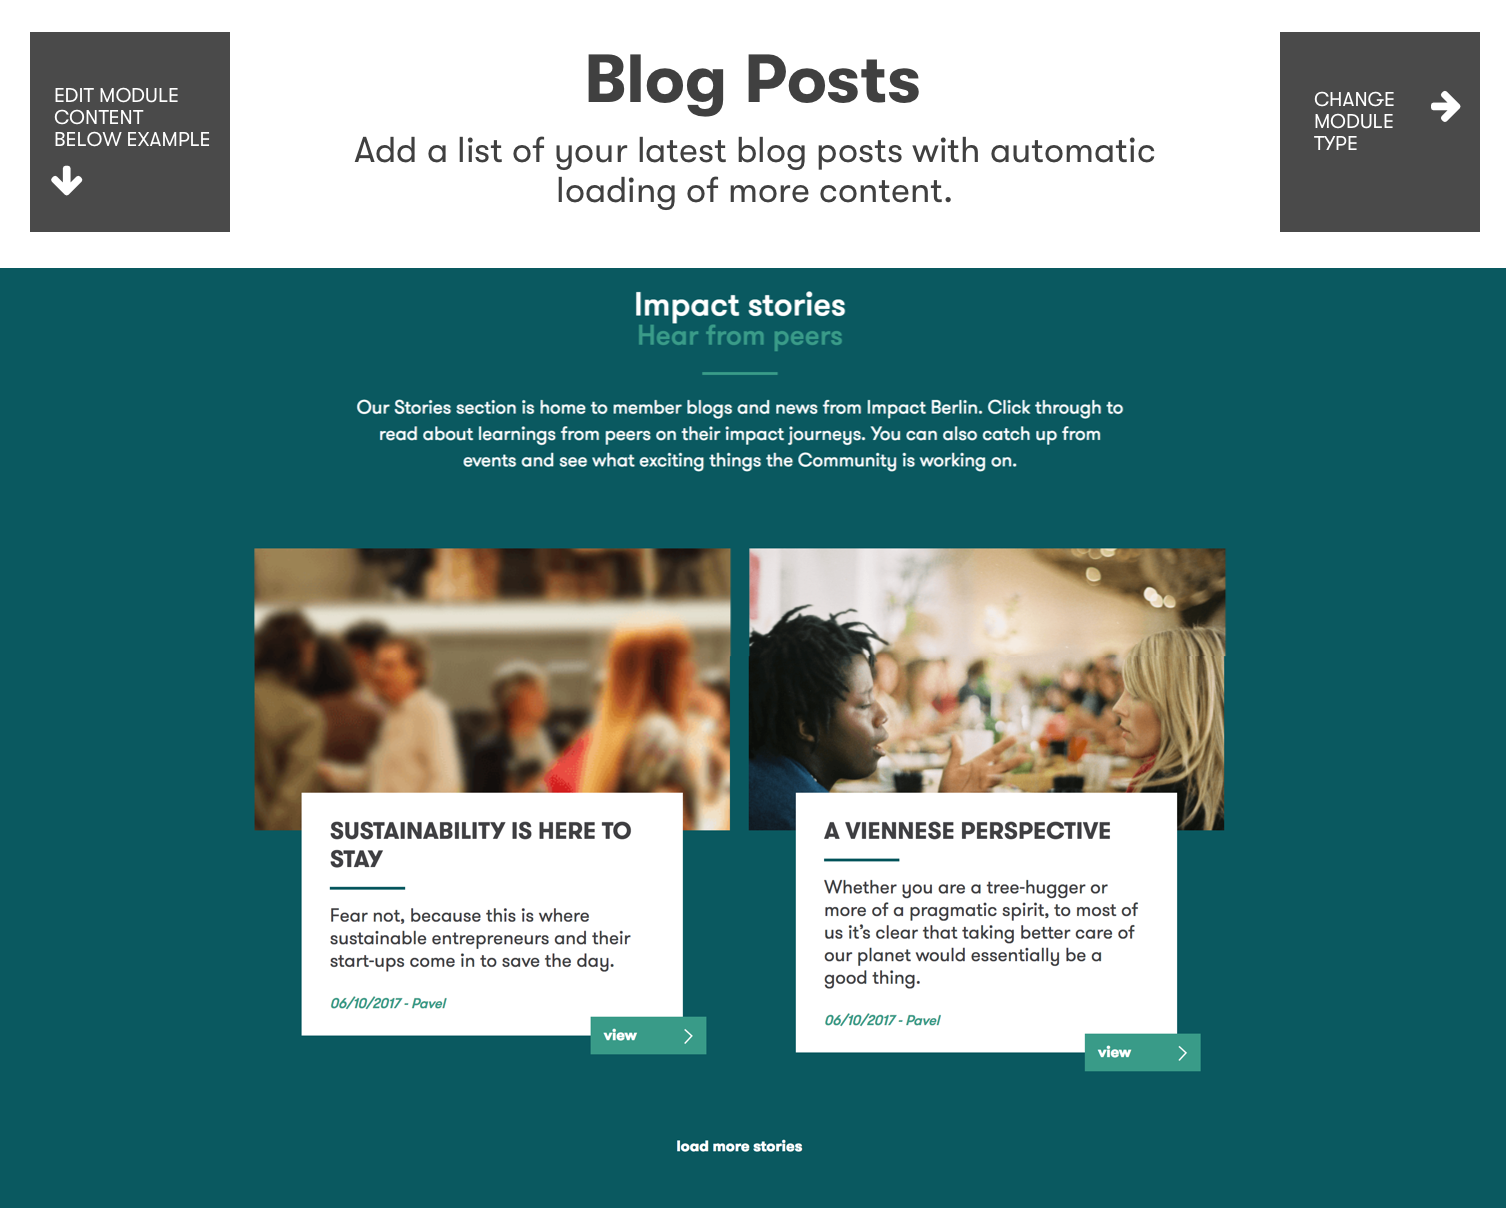 EDIT MODULE
CONTENT
BELOW EXAMPLE
Blog Posts
Add a list of your latest blog posts with automatic
loading of more content.
CHANGE
MODULE
TYPE
Impact stories
Hear from peers
Our Stories section is home to member blogs and news from Impact Berlin. Click through to
read about learnings from peers on their impact journeys. You can also catch up from
events and see what exciting things the Community is working on.
SUSTAINABILITY IS HERE TO
STAY
Fear not, because this is where
sustainable entrepreneurs and their
start-ups come in to save the day.
06/10/2017 - Pavel
view
A VIENNESE PERSPECTIVE
Whether you are a tree-hugger or
more of a pragmatic spirit, to most of
us it’s clear that taking better care of
our planet would essentially be a
good thing.
06/10/2017 - Pavel
view
load more stories